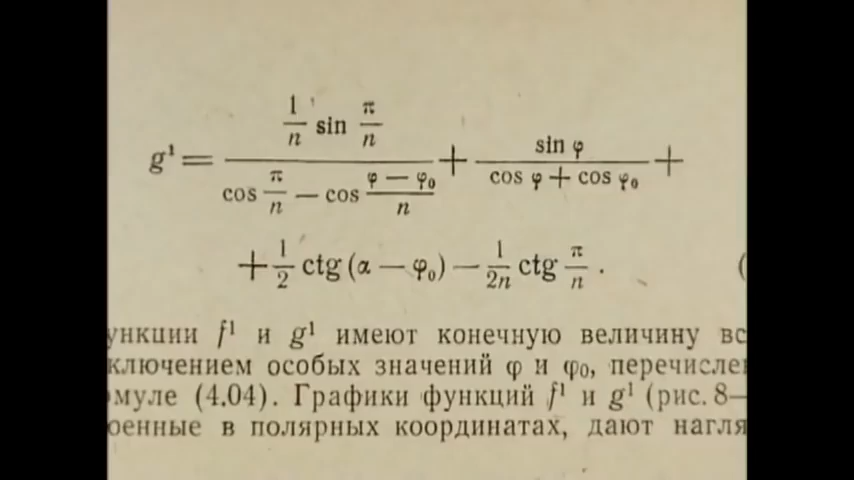 g¹ = (1/n sin π/n) / (cos π/n − cos (φ − φ₀)/n) + sin φ / (cos φ + cos φ₀) +
+ 1/2 ctg (α − φ₀) − 1/2n ctg π/n . (
ункции f¹ и g¹ имеют конечную величину вс
ключением особых значений φ и φ₀, перечисле
муле (4.04). Графики функций f¹ и g¹ (рис. 8—
оенные в полярных координатах, дают нагля